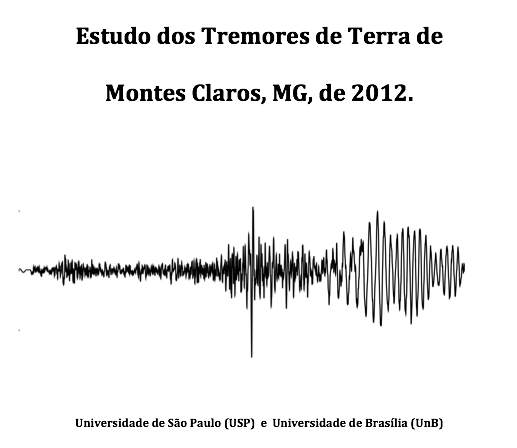 Estudo dos Tremores de Terra de
Montes Claros, MG, de 2012.
Universidade de São Paulo (USP) e Universidade de Brasília (UnB)